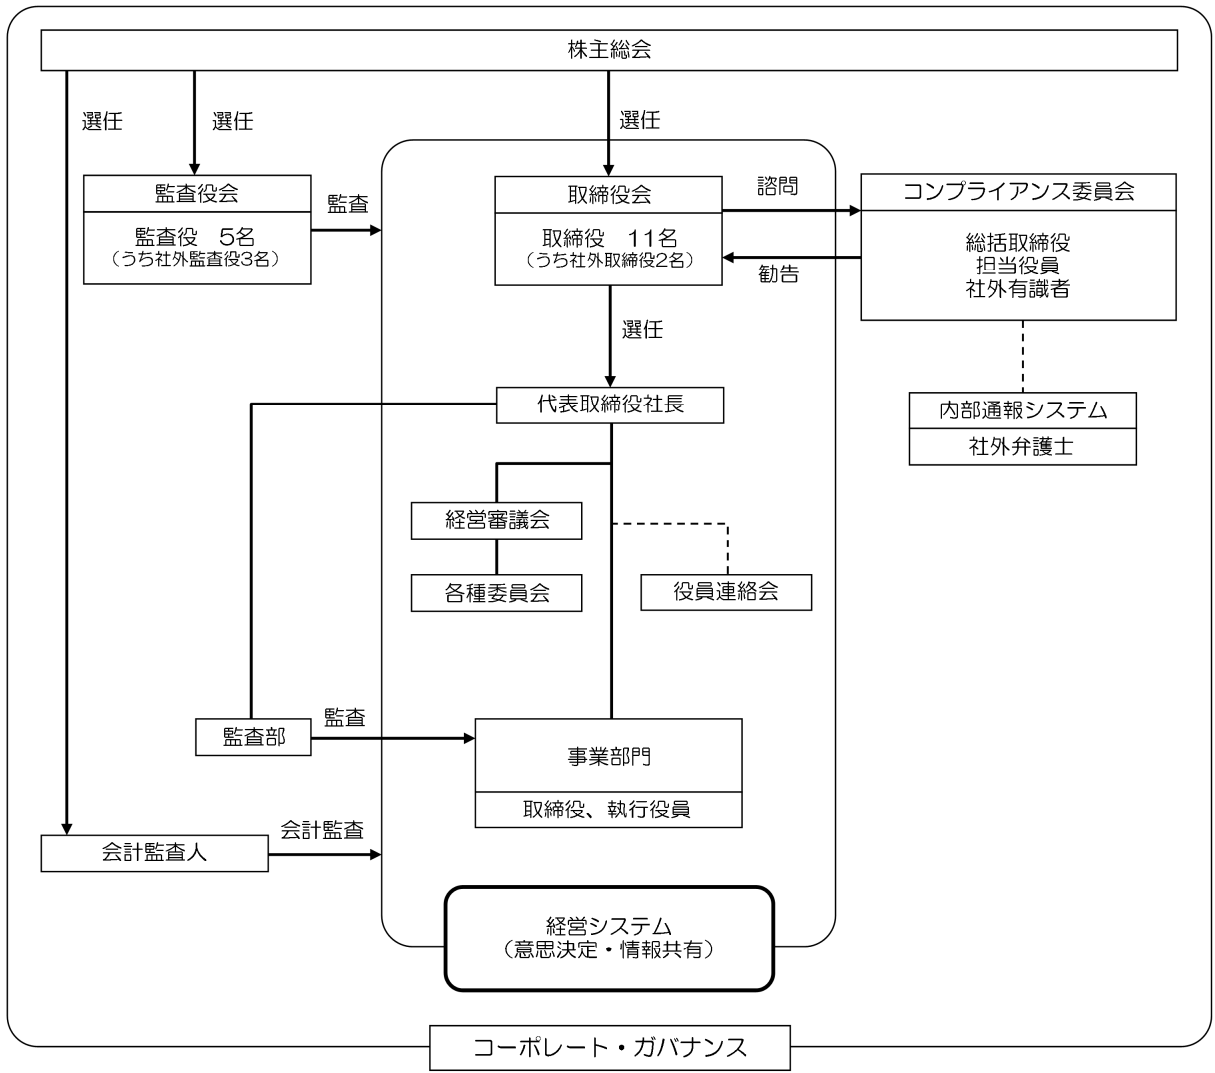 株主総会
選任
選任
選任
監査役会
監査役　5名
（うち社外監査役3名）
監査
取締役会
取締役　11名
（うち社外取締役2名）
諮問
勧告
コンプライアンス委員会
総括取締役
担当役員
社外有識者
選任
代表取締役社長
内部通報システム
社外弁護士
経営審議会
各種委員会
役員連絡会
監査部
監査
事業部門
取締役、執行役員
会計監査人
会計監査
経営システム
（意思決定・情報共有）
コーポレート・ガバナンス